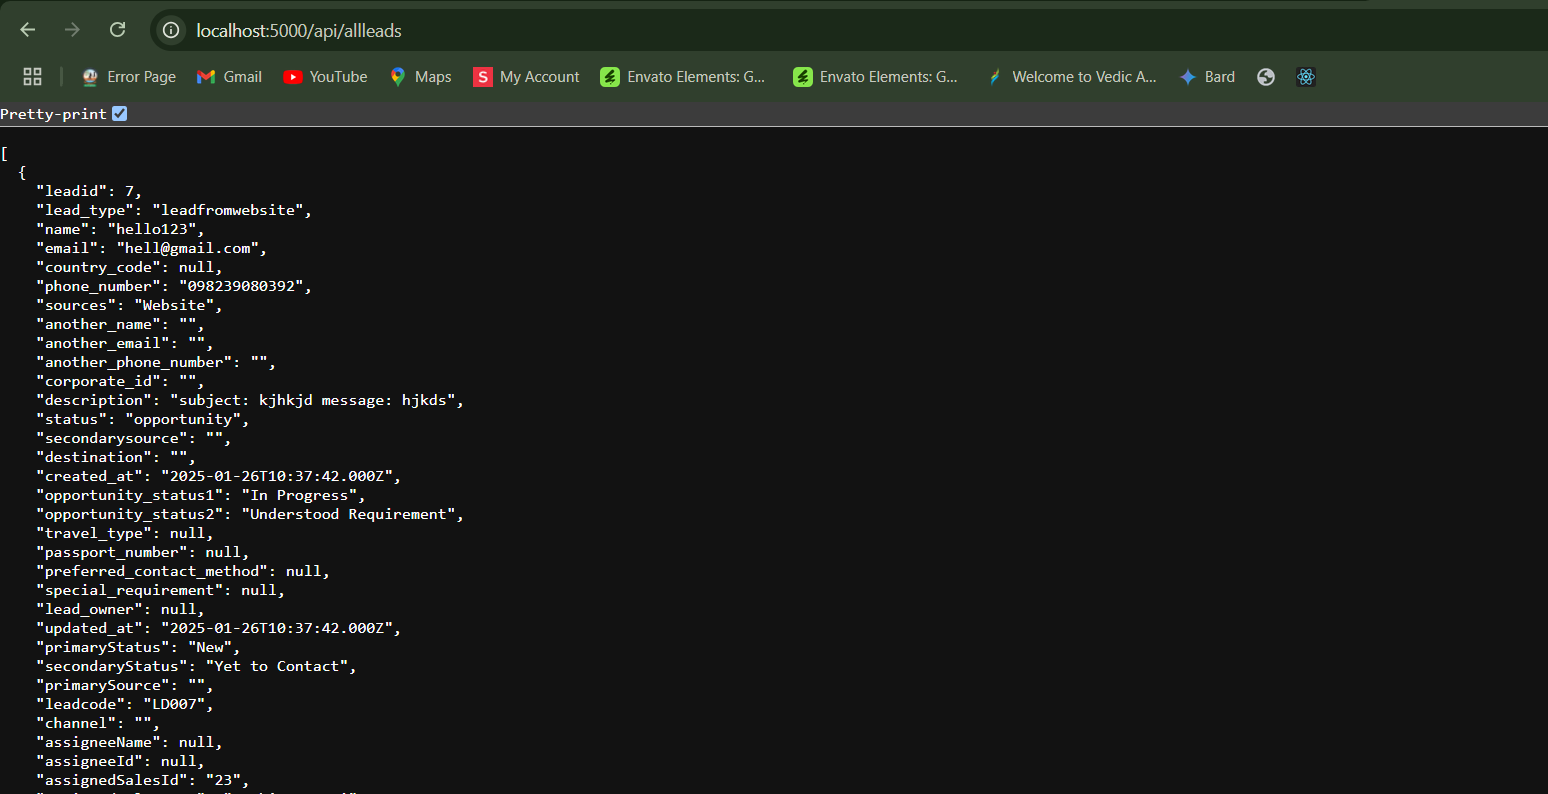 localhost:5000/api/allleads
Error Page Gmail YouTube Maps S My Account Envato Elements: G... Envato Elements: G... Welcome to Vedic A... Bard
Pretty-print
[
{
"leadid": 7,
"lead_type": "leadfromwebsite",
"name": "hello123",
"email": "hell@gmail.com",
"country_code": null,
"phone_number": "098239080392",
"sources": "Website",
"another_name": "",
"another_email": "",
"another_phone_number": "",
"corporate_id": "",
"description": "subject: kjhkjd message: hjkds",
"status": "opportunity",
"secondarysource": "",
"destination": "",
"created_at": "2025-01-26T10:37:42.000Z",
"opportunity_status1": "In Progress",
"opportunity_status2": "Understood Requirement",
"travel_type": null,
"passport_number": null,
"preferred_contact_method": null,
"special_requirement": null,
"lead_owner": null,
"updated_at": "2025-01-26T10:37:42.000Z",
"primaryStatus": "New",
"secondaryStatus": "Yet to Contact",
"primarySource": "",
"leadcode": "LD007",
"channel": "",
"assigneeName": null,
"assigneeId": null,
"assignedSalesId": "23",